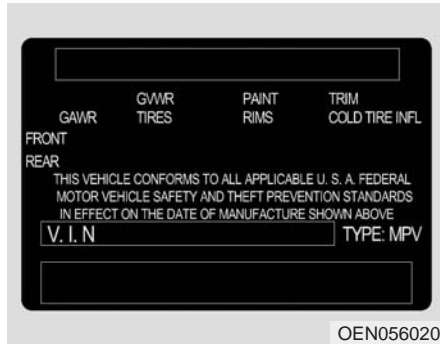 GVWR PAINT TRIM
GAWR TIRES RIMS COLD TIRE INFL
FRONT
REAR
THIS VEHICLE CONFORMS TO ALL APPLICABLE U. S. A. FEDERAL
MOTOR VEHICLE SAFETY AND THEFT PREVENTION STANDARDS
IN EFFECT ON THE DATE OF MANUFACTURE SHOWN ABOVE
V. I. N TYPE: MPV
OEN056020